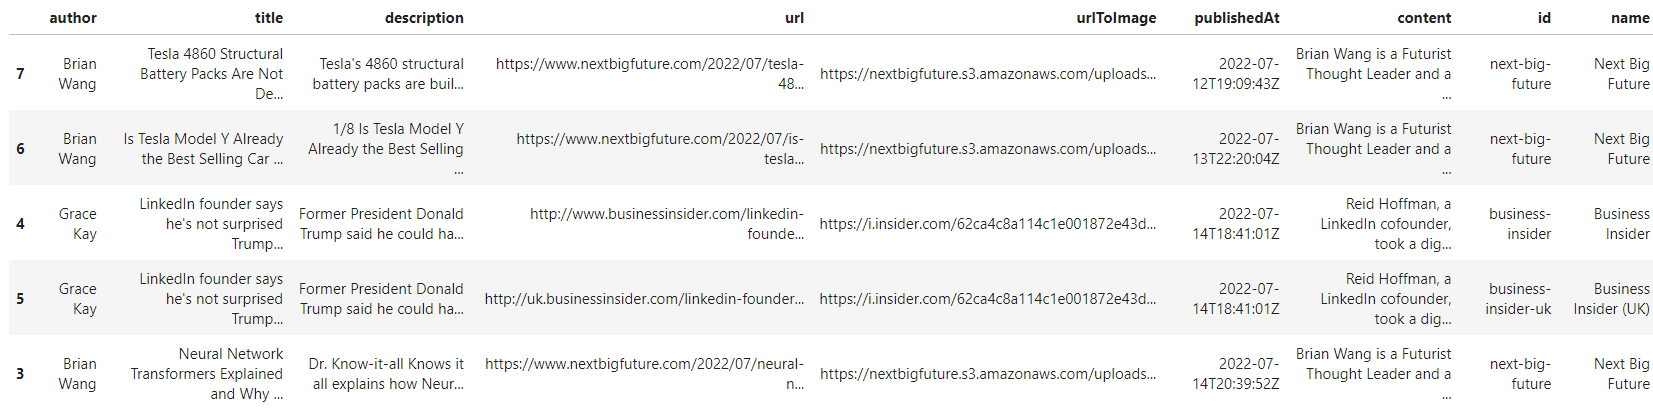 author title description url urlToImage publishedAt content id name
7 Brian Wang Tesla 4860 Structural Battery Packs Are Not De... Tesla's 4860 structural battery packs are buil... https://www.nextbigfuture.com/2022/07/tesla-48... https://nextbigfuture.s3.amazonaws.com/uploads... 2022-07-12T19:09:43Z Brian Wang is a Futurist Thought Leader and a ... next-big-future Next Big Future
6 Brian Wang Is Tesla Model Y Already the Best Selling Car ... 1/8 Is Tesla Model Y Already the Best Selling ... https://www.nextbigfuture.com/2022/07/is-tesla... https://nextbigfuture.s3.amazonaws.com/uploads... 2022-07-13T22:20:04Z Brian Wang is a Futurist Thought Leader and a ... next-big-future Next Big Future
4 Grace Kay LinkedIn founder says he's not surprised Trump... Former President Donald Trump said he could ha... http://www.businessinsider.com/linkedin-founde... https://i.insider.com/62ca4c8a114c1e001872e43d... 2022-07-14T18:41:01Z Reid Hoffman, a LinkedIn cofounder, took a dig... business-insider Business Insider
5 Grace Kay LinkedIn founder says he's not surprised Trump... Former President Donald Trump said he could ha... http://uk.businessinsider.com/linkedin-founder... https://i.insider.com/62ca4c8a114c1e001872e43d... 2022-07-14T18:41:01Z Reid Hoffman, a LinkedIn cofounder, took a dig... business-insider-uk Business Insider (UK)
3 Brian Wang Neural Network Transformers Explained and Why ... Dr. Know-it-all Knows it all explains how Neur... https://www.nextbigfuture.com/2022/07/neural-n... https://nextbigfuture.s3.amazonaws.com/uploads... 2022-07-14T20:39:52Z Brian Wang is a Futurist Thought Leader and a ... next-big-future Next Big Future